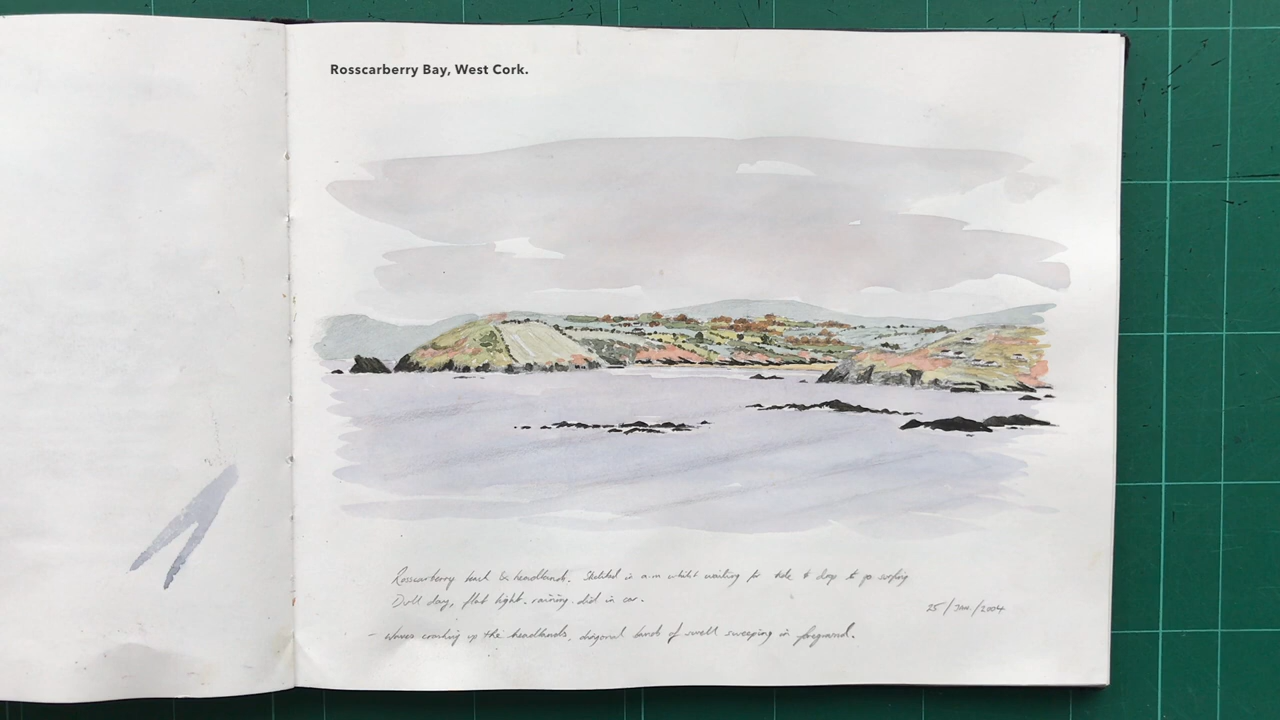 Rosscarberry Bay, West Cork.
Rosscarberry beach & headlands. Sketched in a.m whilst waiting for tide to drop to go surfing
Dull day, flat light. raining. did in car.
25/JAN./2004.
- Waves crashing up the headlands, diagonal bands of swell sweeping in foreground.